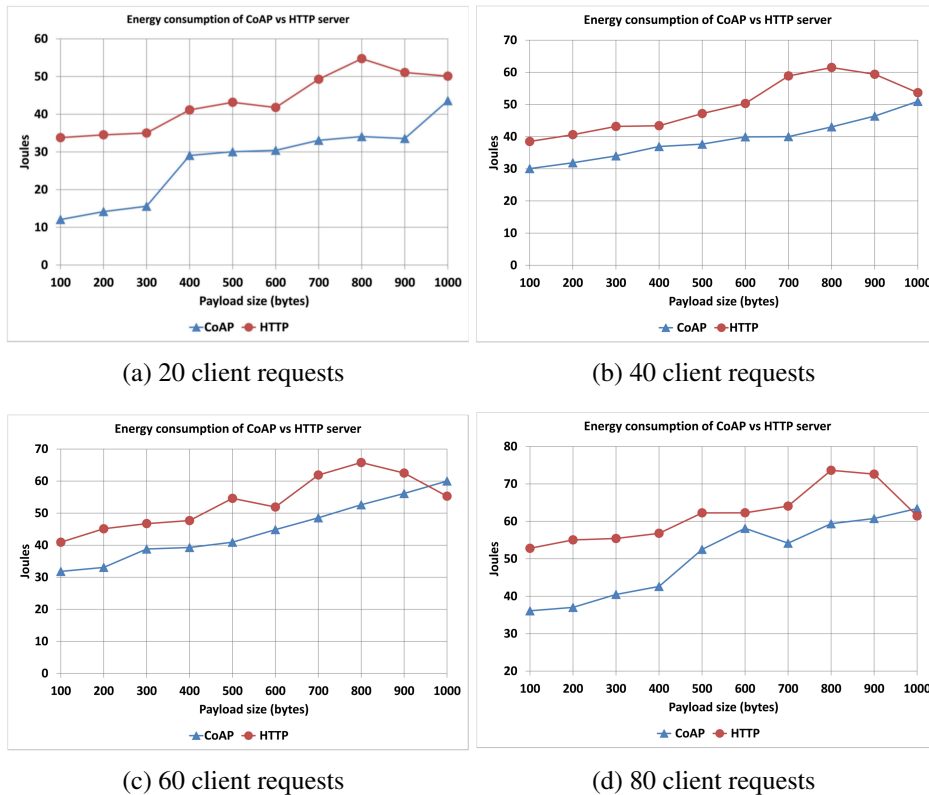 Energy consumption of CoAP vs HTTP server
60
50
40
30
20
10
0
Joules
100 200 300 400 500 600 700 800 900 1000
Payload size (bytes)
CoAP HTTP
(a) 20 client requests
Energy consumption of CoAP vs HTTP server
70
60
50
40
30
20
10
0
Joules
100 200 300 400 500 600 700 800 900 1000
Payload size (bytes)
CoAP HTTP
(b) 40 client requests
Energy consumption of CoAP vs HTTP server
70
60
50
40
30
20
10
0
Joules
100 200 300 400 500 600 700 800 900 1000
Payload size (bytes)
CoAP HTTP
(c) 60 client requests
Energy consumption of CoAP vs HTTP server
80
70
60
50
40
30
20
Joules
100 200 300 400 500 600 700 800 900 1000
Payload size (bytes)
CoAP HTTP
(d) 80 client requests